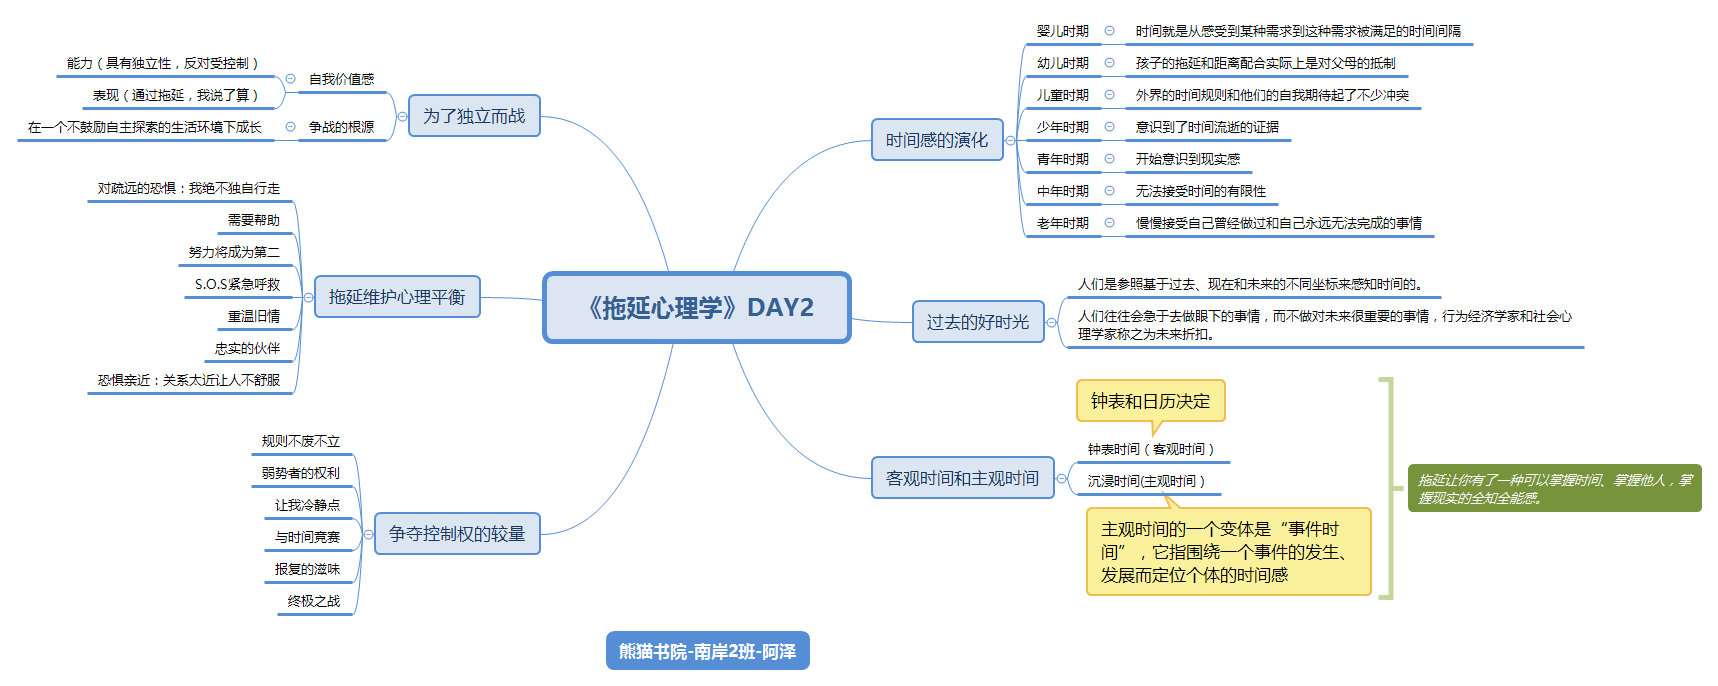 《拖延心理学》DAY2
时间感的演化
婴儿时期
时间就是从感受到某种需求到这种需求被满足的时间间隔
幼儿时期
孩子的拖延和距离配合实际上是对父母的抵制
儿童时期
外界的时间规则和他们的自我期待起了不少冲突
少年时期
意识到了时间流逝的证据
青年时期
开始意识到现实感
中年时期
无法接受时间的有限性
老年时期
慢慢接受自己曾经做过和自己永远无法完成的事情
过去的好时光
人们是参照基于过去、现在和未来的不同坐标来感知时间的。
人们往往会急于去做眼下的事情，而不做对未来很重要的事情，行为经济学家和社会心
理学家称之为未来折扣。
客观时间和主观时间
钟表和日历决定
钟表时间（客观时间）
沉浸时间(主观时间）
主观时间的一个变体是“事件时
间”，它指围绕一个事件的发生、
发展而定位个体的时间感
拖延让你有了一种可以掌握时间、掌握他人，掌
握现实的全知全能感。
为了独立而战
自我价值感
能力（具有独立性，反对受控制）
表现（通过拖延，我说了算）
争战的根源
在一个不鼓励自主探索的生活环境下成长
拖延维护心理平衡
对疏远的恐惧：我绝不独自行走
需要帮助
努力将成为第二
S.O.S紧急呼救
重温旧情
忠实的伙伴
恐惧亲近：关系太近让人不舒服
争夺控制权的较量
规则不废不立
弱势者的权利
让我冷静点
与时间竞赛
报复的滋味
终极之战
熊猫书院-南岸2班-阿泽